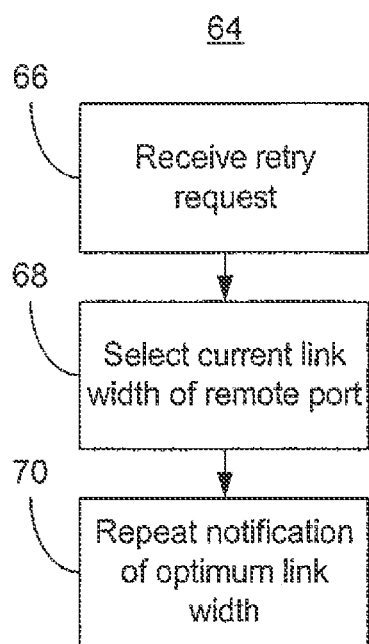 64
66
Receive retry
request
68
Select current link
width of remote port
70
Repeat notification
of optimum link
width